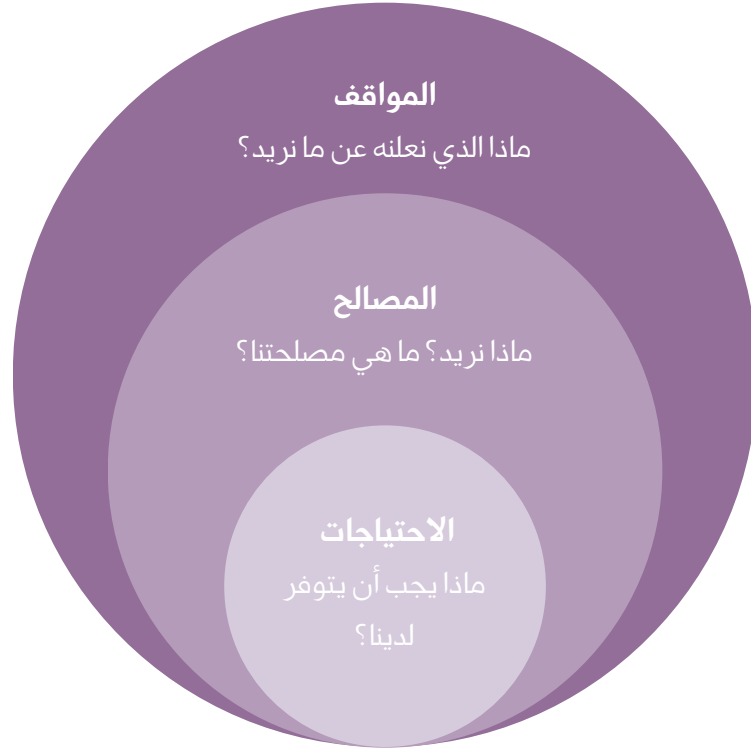 المواقف
ماذا الذي نعلنه عن ما نريد؟
المصالح
ماذا نريد؟ ما هي مصلحتنا؟
الاحتياجات
ماذا يجب أن يتوفر
لدينا؟